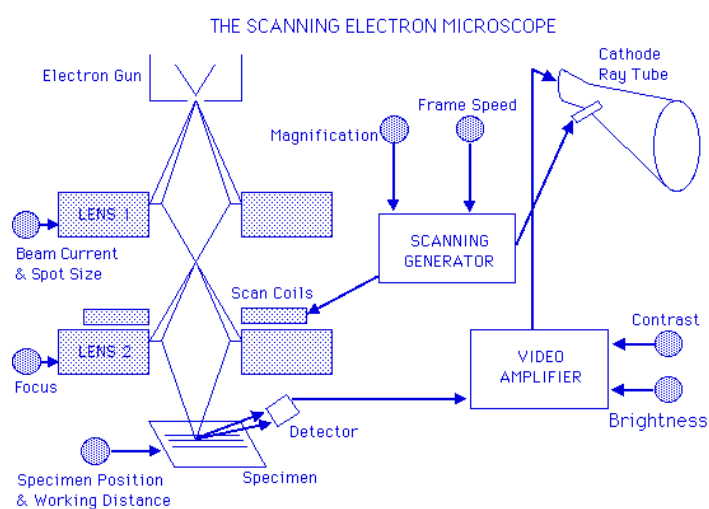 THE SCANNING ELECTRON MICROSCOPE
Electron Gun
Cathode
Ray Tube
Frame Speed
Magnification
LENS 1
Beam Current
& Spot Size
SCANNING
GENERATOR
Scan Coils
LENS 2
Focus
Contrast
VIDEO
AMPLIFIER
Brightness
Detector
Specimen
Specimen Position
& Working Distance